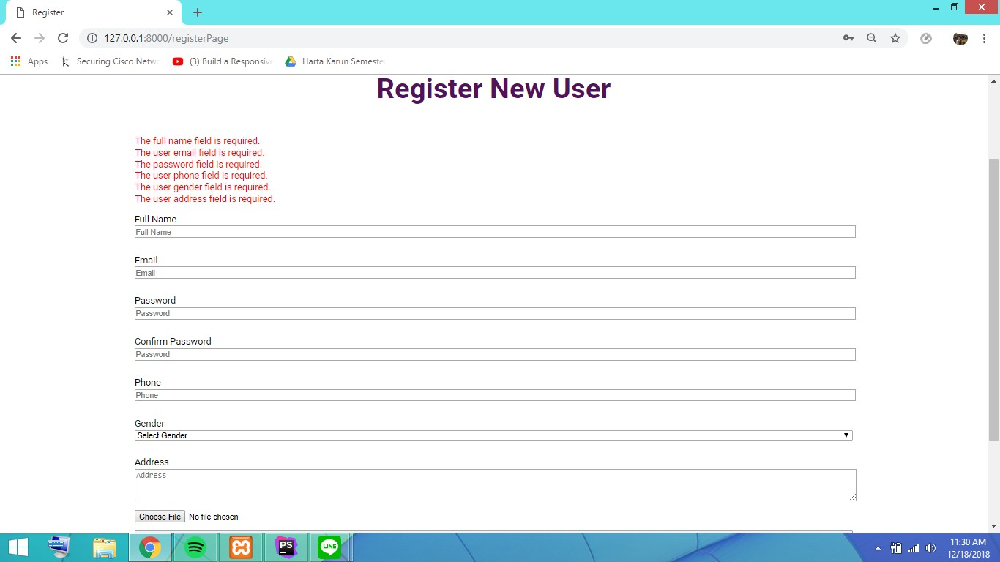 Register
127.0.0.1:8000/registerPage
Apps
Securing Cisco Netwo
(3) Build a Responsive
Harta Karun Semeste
Register New User
The full name field is required.
The user email field is required.
The password field is required.
The user phone field is required.
The user gender field is required.
The user address field is required.
Full Name
Full Name
Email
Email
Password
Password
Confirm Password
Password
Phone
Phone
Gender
Select Gender
Address
Address
Choose File No file chosen
PS
LINE
11:30 AM
12/18/2018